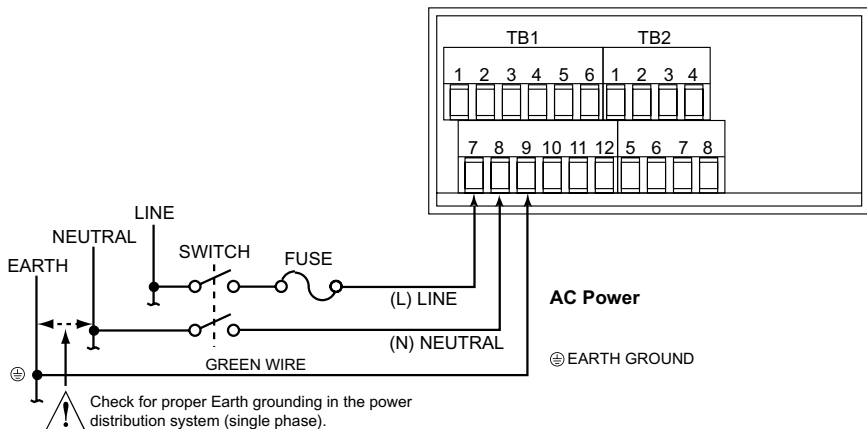 TB1 TB2
1 2 3 4 5 6 1 2 3 4
7 8 9 10 11 12 5 6 7 8
LINE
NEUTRAL
SWITCH
FUSE
EARTH
(L) LINE
AC Power
(N) NEUTRAL
GREEN WIRE
EARTH GROUND
!
Check for proper Earth grounding in the power
distribution system (single phase).